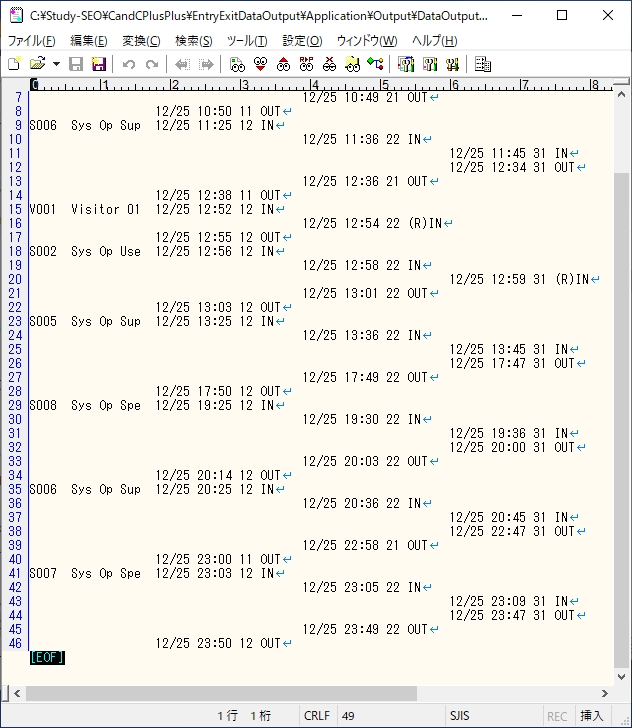 C:¥Study-SEO¥CandCPlusPlus¥EntryExitDataOutput¥Application¥Output¥DataOutput...
ファイル(F) 編集(E) 変換(C) 検索(S) ツール(T) 設定(O) ウィンドウ(W) ヘルプ(H)
0 1 2 3 4 5 6 7 8
7 12/25 10:49 21 OUT↵
8 12/25 10:50 11 OUT↵
9 S006 Sys Op Sup 12/25 11:25 12 IN↵
10 12/25 11:36 22 IN↵
11 12/25 11:45 31 IN↵
12 12/25 12:34 31 OUT↵
13 12/25 12:36 21 OUT↵
14 12/25 12:38 11 OUT↵
15 V001 Visitor 01 12/25 12:52 12 IN↵
16 12/25 12:54 22 (R)IN↵
17 12/25 12:55 12 OUT↵
18 S002 Sys Op Use 12/25 12:56 12 IN↵
19 12/25 12:58 22 IN↵
20 12/25 12:59 31 (R)IN↵
21 12/25 13:01 22 OUT↵
22 12/25 13:03 12 OUT↵
23 S005 Sys Op Sup 12/25 13:25 12 IN↵
24 12/25 13:36 22 IN↵
25 12/25 13:45 31 IN↵
26 12/25 17:47 31 OUT↵
27 12/25 17:49 22 OUT↵
28 12/25 17:50 12 OUT↵
29 S008 Sys Op Spe 12/25 19:25 12 IN↵
30 12/25 19:30 22 IN↵
31 12/25 19:36 31 IN↵
32 12/25 20:00 31 OUT↵
33 12/25 20:03 22 OUT↵
34 12/25 20:14 12 OUT↵
35 S006 Sys Op Sup 12/25 20:25 12 IN↵
36 12/25 20:36 22 IN↵
37 12/25 20:45 31 IN↵
38 12/25 22:47 31 OUT↵
39 12/25 22:58 21 OUT↵
40 12/25 23:00 11 OUT↵
41 S007 Sys Op Spe 12/25 23:03 12 IN↵
42 12/25 23:05 22 IN↵
43 12/25 23:09 31 IN↵
44 12/25 23:47 31 OUT↵
45 12/25 23:49 22 OUT↵
46 12/25 23:50 12 OUT↵
[EOF]
1 行 1 桁 CRLF 49 SJIS REC 挿入